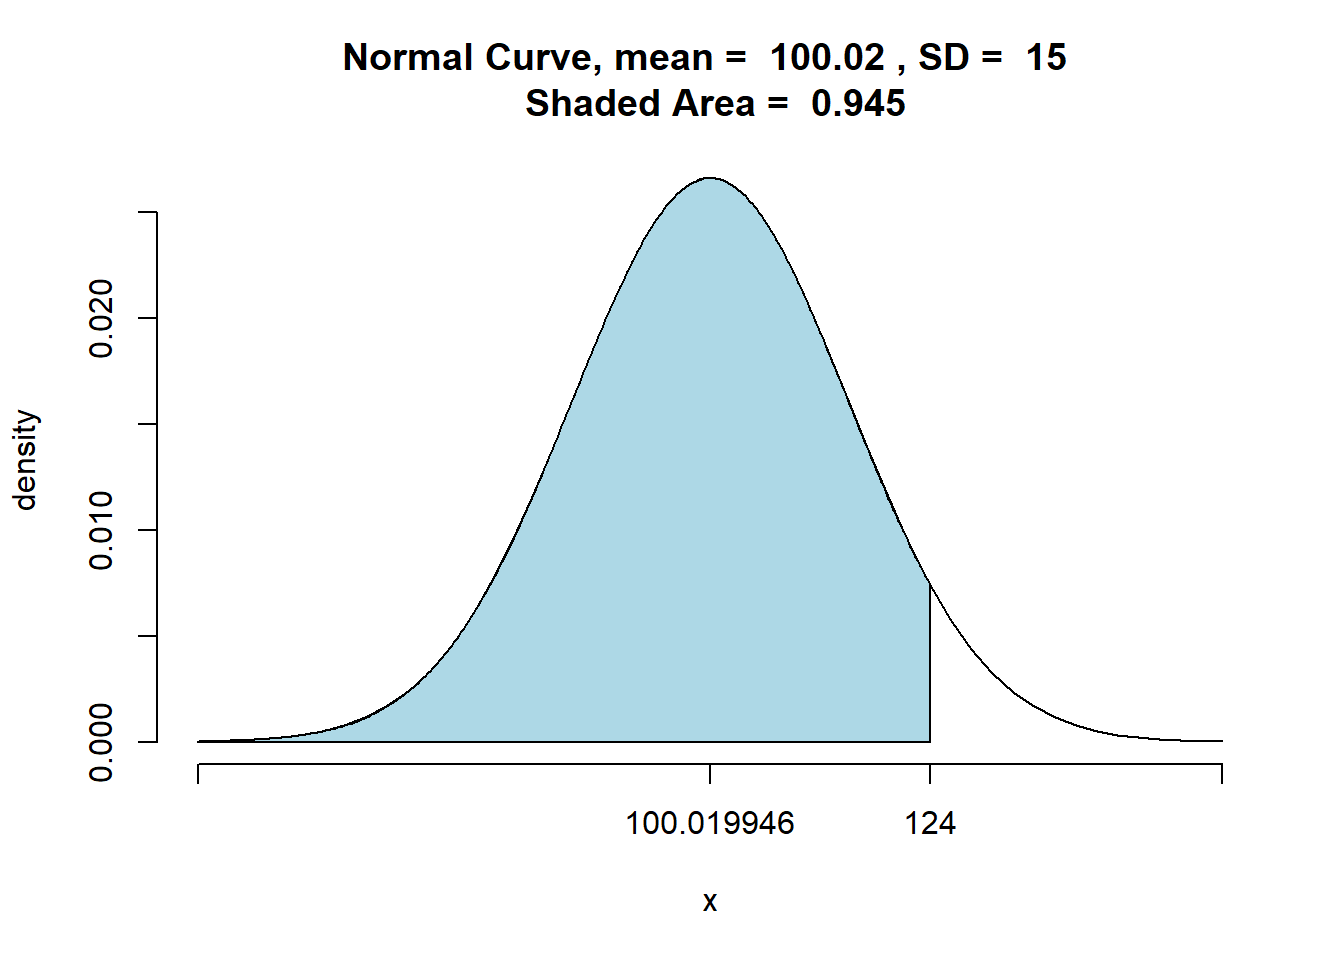 Normal Curve, mean =  100.02 , SD =  15
Shaded Area =  0.945
density
0.020
0.010
0.000
100.019946
124
x